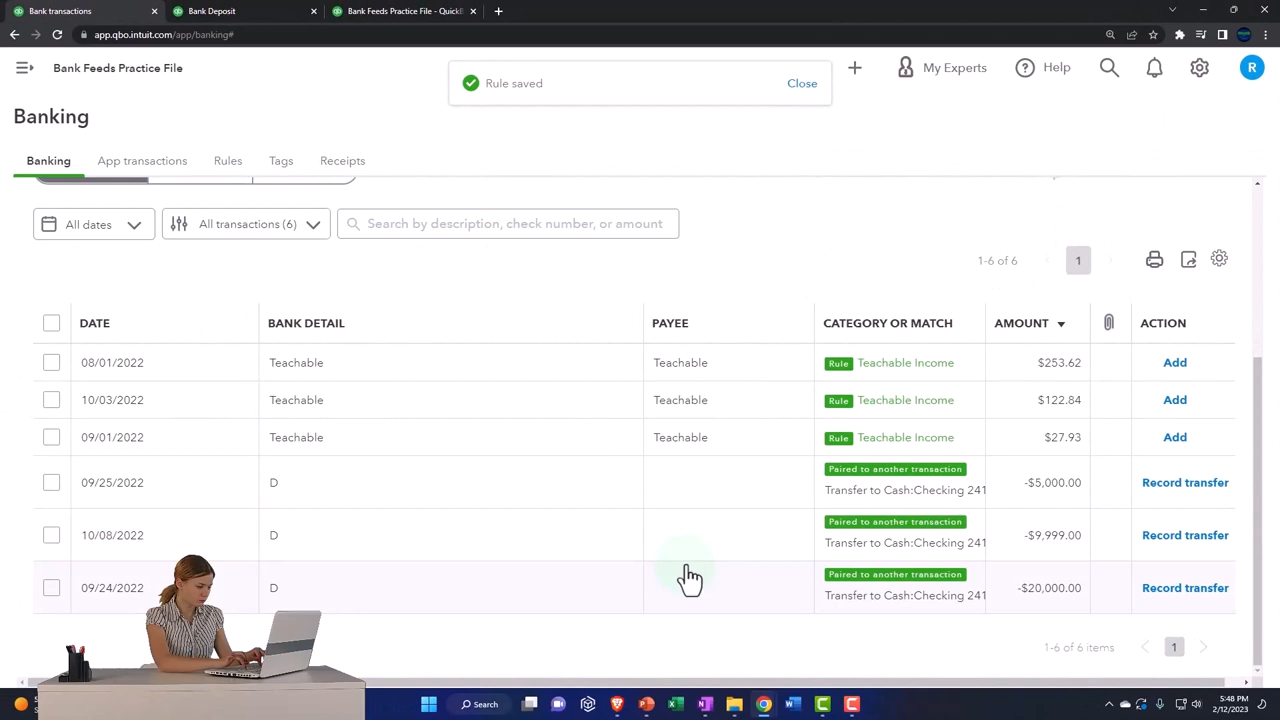 Bank transactions
Bank Deposit
Bank Feeds Practice File – QuickB
app.qbo.intuit.com/app/banking#
Bank Feeds Practice File
Rule saved
Close
My Experts
Help
R
Banking
Banking
App transactions
Rules
Tags
Receipts
All dates
All transactions (6)
Search by description, check number, or amount
1-6 of 6
1
DATE BANK DETAIL PAYEE CATEGORY OR MATCH AMOUNT ACTION
08/01/2022 Teachable Teachable Rule Teachable Income $253.62 Add
10/03/2022 Teachable Teachable Rule Teachable Income $122.84 Add
09/01/2022 Teachable Teachable Rule Teachable Income $27.93 Add
Paired to another transaction
09/25/2022 D Transfer to Cash:Checking 241 -$5,000.00 Record transfer
Paired to another transaction
10/08/2022 D Transfer to Cash:Checking 241 -$9,999.00 Record transfer
Paired to another transaction
09/24/2022 D Transfer to Cash:Checking 241 -$20,000.00 Record transfer
1-6 of 6 items
1
Search
5:48 PM
2/12/2023